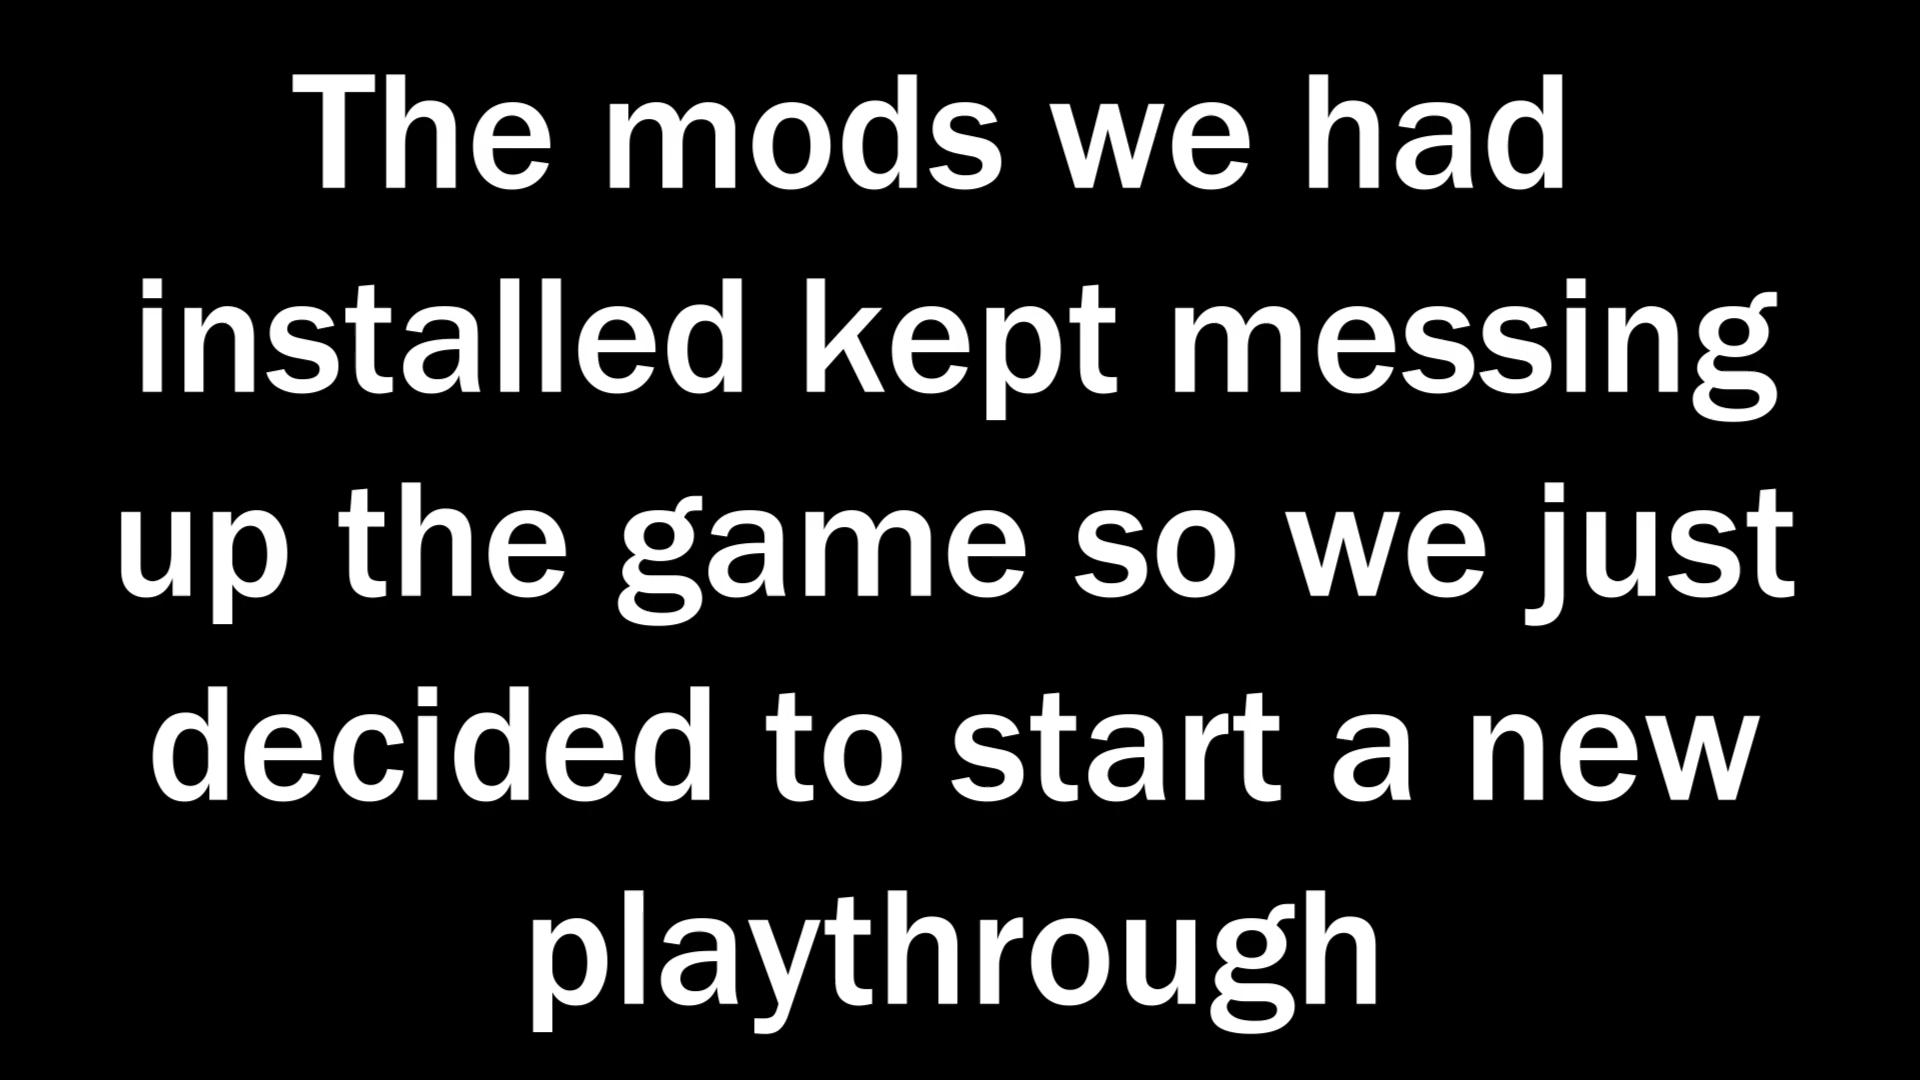 The mods we had
installed kept messing
up the game so we just
decided to start a new
playthrough